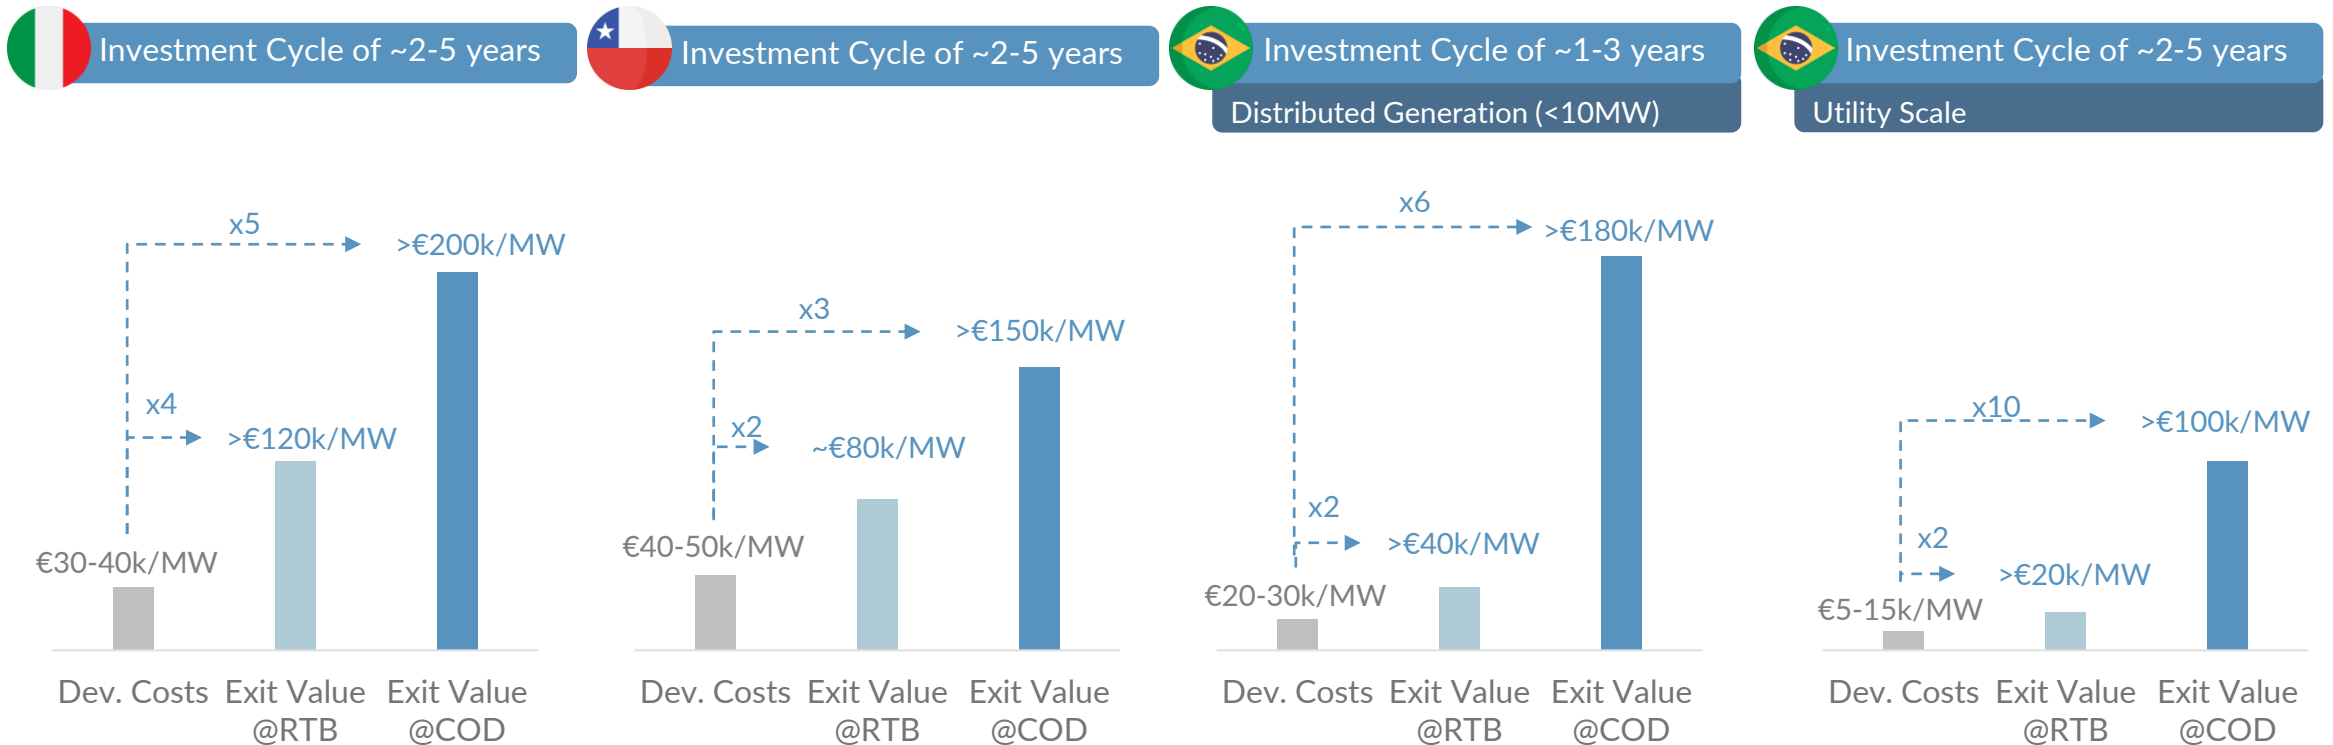 Investment Cycle of ~2-5 years
x5
>€200k/MW
x4
>€120k/MW
€30-40k/MW
Dev. Costs
Exit Value
@RTB
Exit Value
@COD
Investment Cycle of ~2-5 years
x3
>€150k/MW
x2
~€80k/MW
€40-50k/MW
Dev. Costs
Exit Value
@RTB
Exit Value
@COD
Investment Cycle of ~1-3 years
Distributed Generation (<10MW)
x6
>€180k/MW
x2
>€40k/MW
€20-30k/MW
Dev. Costs
Exit Value
@RTB
Exit Value
@COD
Investment Cycle of ~2-5 years
Utility Scale
x10
>€100k/MW
x2
>€20k/MW
€5-15k/MW
Dev. Costs
Exit Value
@RTB
Exit Value
@COD